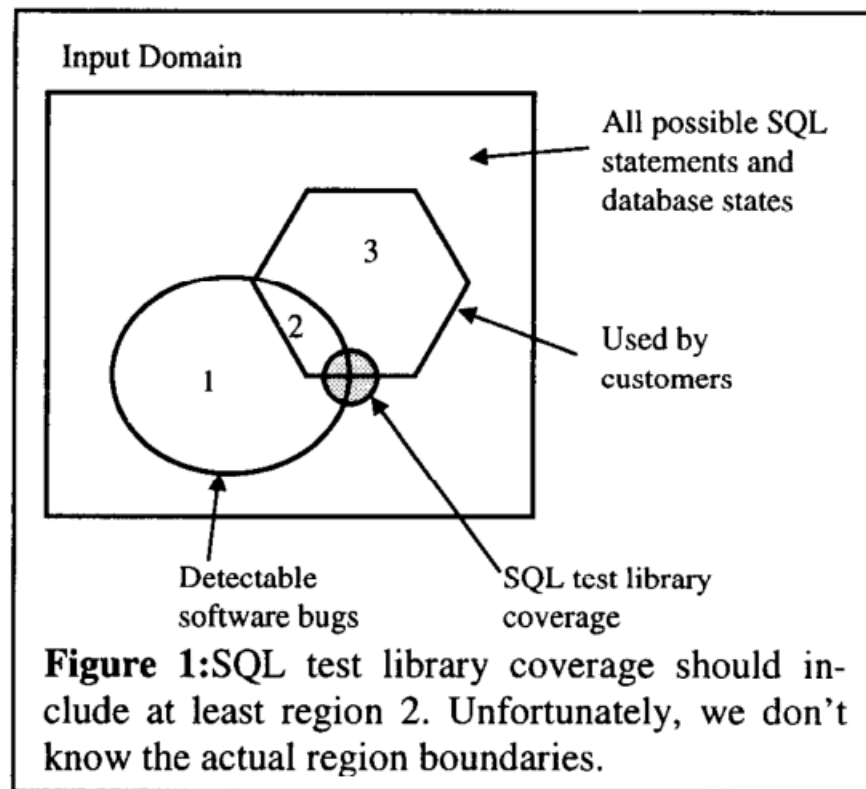 Input Domain
All possible SQL
statements and
database states
3
2
Used by
customers
1
Detectable
software bugs
SQL test library
coverage
Figure 1:SQL test library coverage should in-
clude at least region 2. Unfortunately, we don't
know the actual region boundaries.